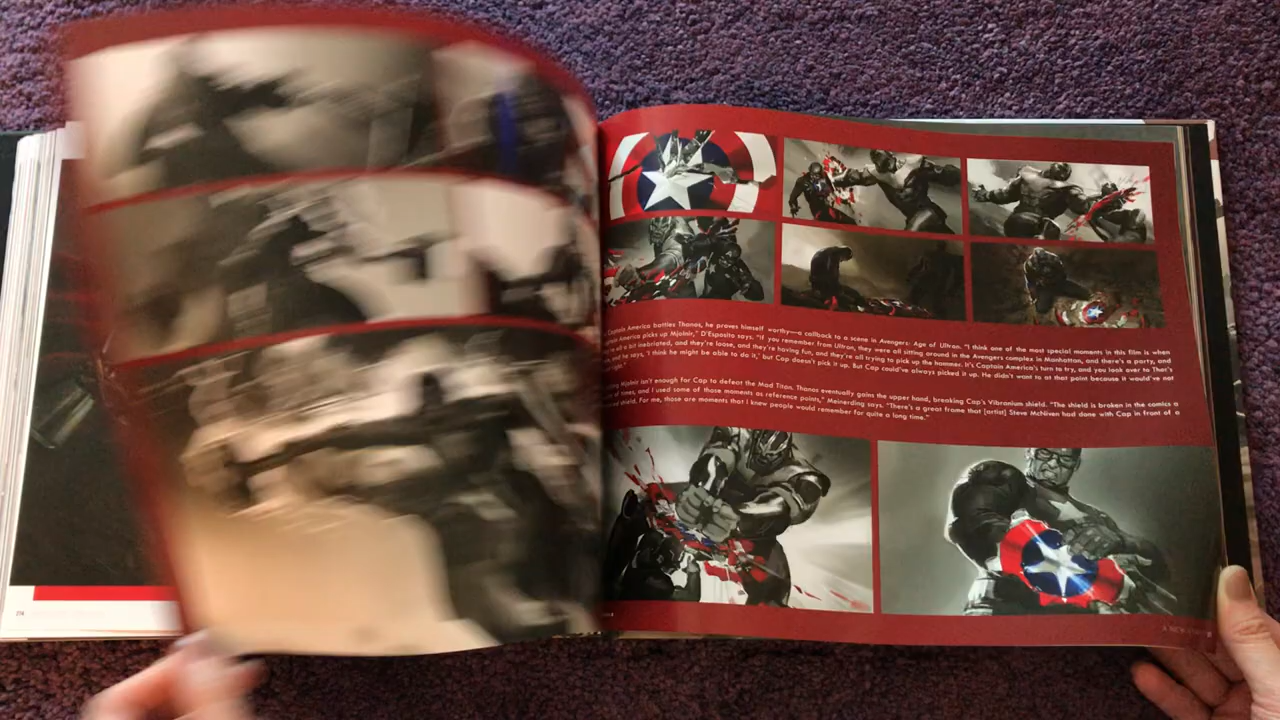 Captain America battles Thanos, he proves himself worthy—a callback to a scene in Avengers: Age of Ultron. "I think one of the most special moments in this film is when
America picks up Mjolnir," D'Esposito says. "If you remember from Ultron, they were all sitting around in the Avengers complex in Manhattan, and there's a party, and
of a bit inebriated, and they're loose, and they're having fun, and they're all trying to pick up the hammer. It's Captain America's turn to try, and you look over to Thor's
and he says, 'I think he might be able to do it,' but Cap doesn't pick it up. But Cap could've always picked it up. He didn't want to at that point because it would've not
right."
Mjolnir isn't enough for Cap to defeat the Mad Titan. Thanos eventually gains the upper hand, breaking Cap's Vibranium shield. "The shield is broken in the comics a
of times, and I used some of those moments as reference points," Meinerding says. "There's a great frame that [artist] Steve McNiven had done with Cap in front of a
shield. For me, those are moments that I knew people would remember for quite a long time."